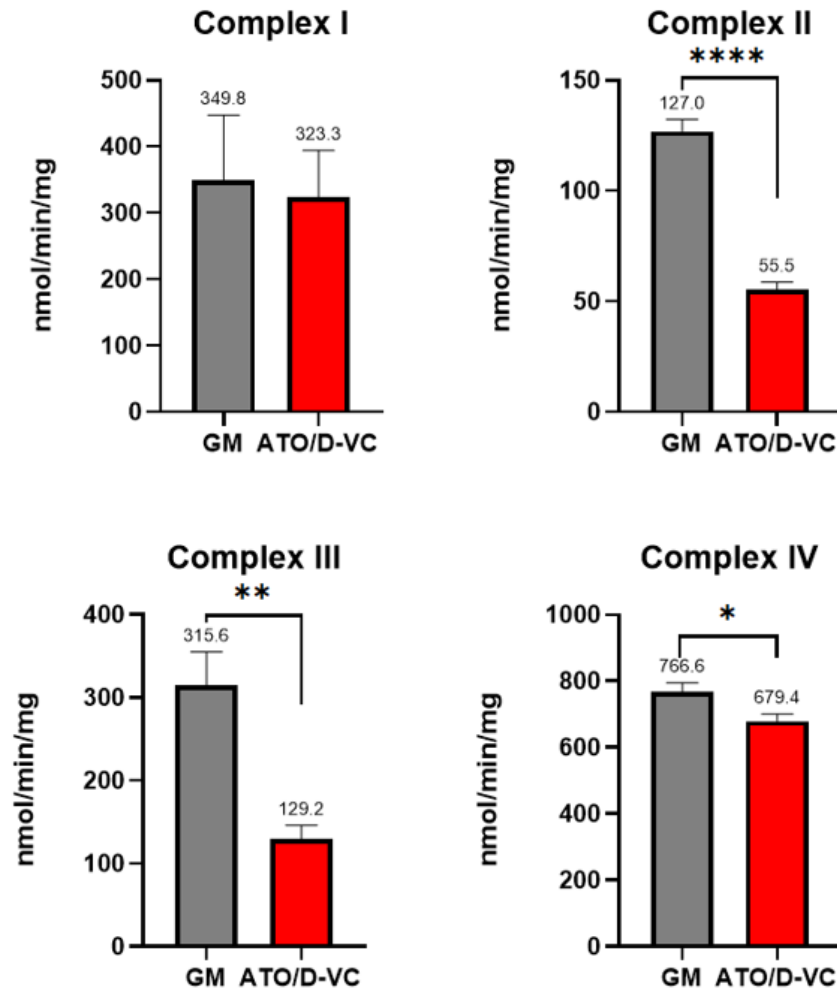 Complex I
nmol/min/mg
500
400
300
200
100
0
349.8
323.3
GM ATO/D-VC
Complex II
****
nmol/min/mg
150
100
50
0
127.0
55.5
GM ATO/D-VC
Complex III
**
nmol/min/mg
400
300
200
100
0
315.6
129.2
GM ATO/D-VC
Complex IV
*
nmol/min/mg
1000
800
600
400
200
0
766.6
679.4
GM ATO/D-VC